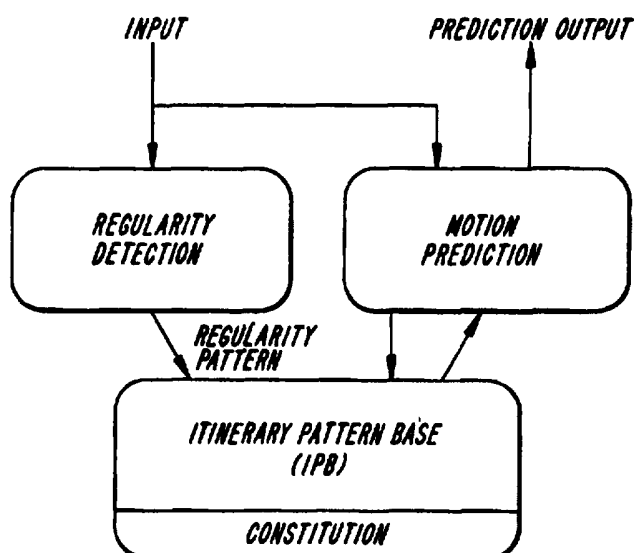 INPUT
PREDICTION OUTPUT
REGULARITY
DETECTION
MOTION
PREDICTION
REGULARITY
PATTERN
ITINERARY PATTERN BASE
(IPB)
CONSTITUTION